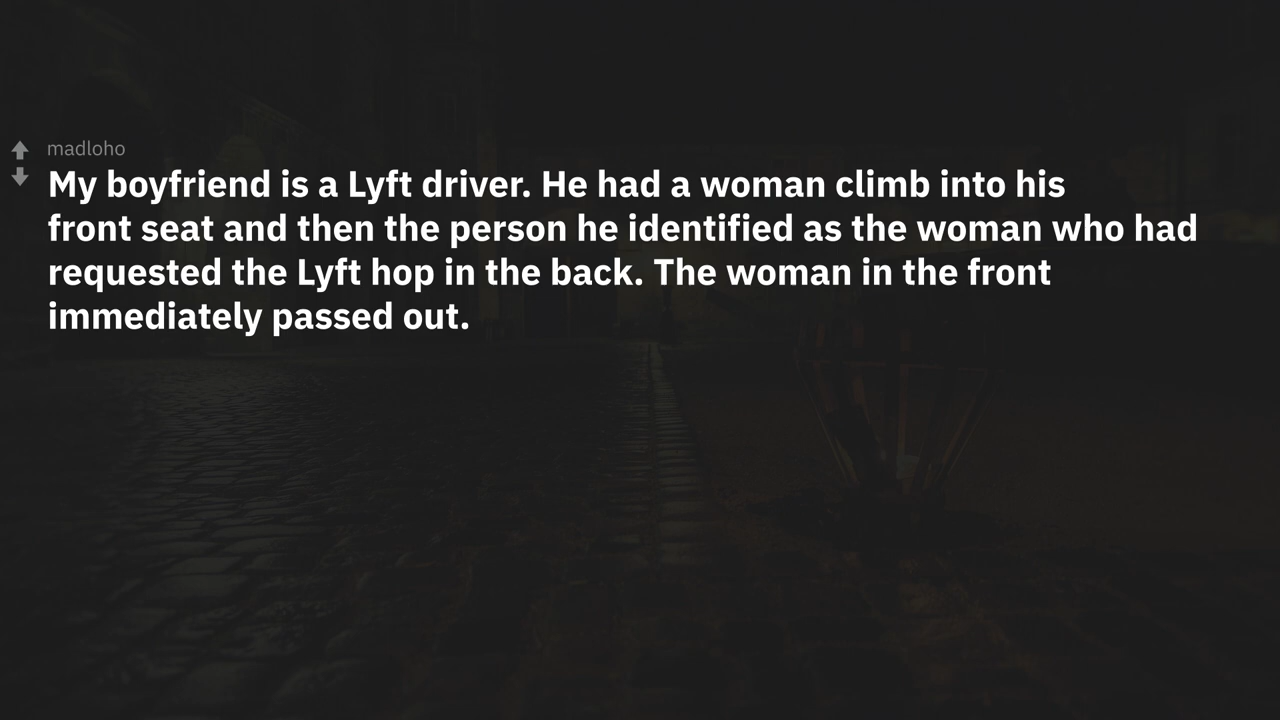 madloho
My boyfriend is a Lyft driver. He had a woman climb into his
front seat and then the person he identified as the woman who had
requested the Lyft hop in the back. The woman in the front
immediately passed out.